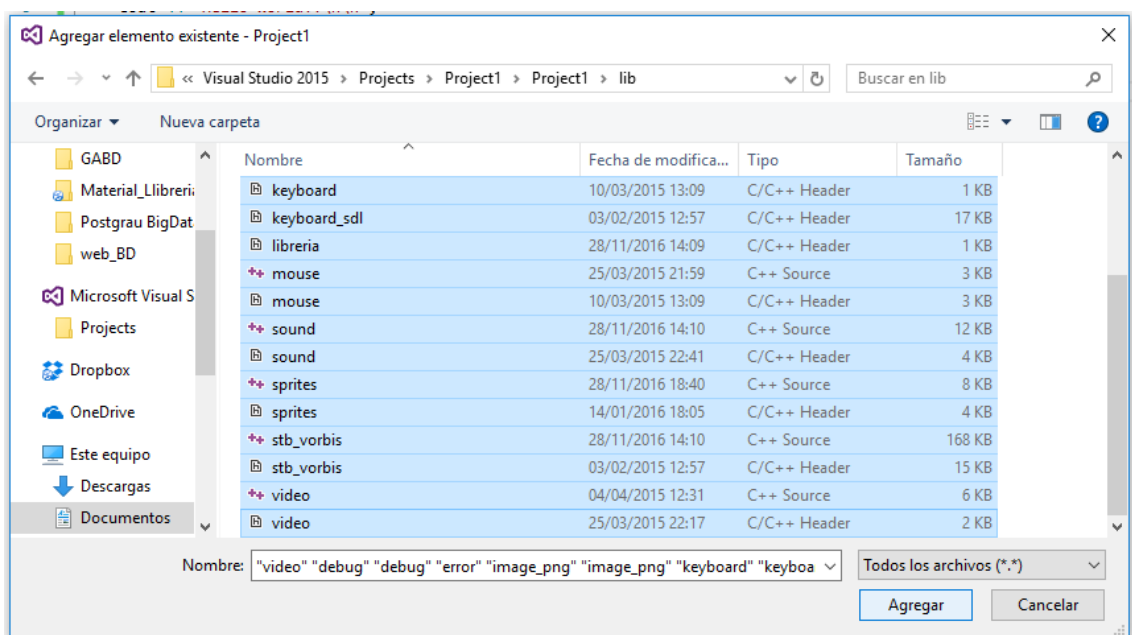 Agregar elemento existente - Project1
« Visual Studio 2015 › Projects › Project1 › Project1 › lib
Buscar en lib
Organizar
Nueva carpeta
GABD
Material_Llibreri
Postgrau BigDat
web_BD
Microsoft Visual S
Projects
Dropbox
OneDrive
Este equipo
Descargas
Documentos
Nombre Fecha de modifica... Tipo Tamaño
keyboard 10/03/2015 13:09 C/C++ Header 1 KB
keyboard_sdl 03/02/2015 12:57 C/C++ Header 17 KB
libreria 28/11/2016 14:09 C/C++ Header 1 KB
mouse 25/03/2015 21:59 C++ Source 3 KB
mouse 10/03/2015 13:09 C/C++ Header 3 KB
sound 28/11/2016 14:10 C++ Source 12 KB
sound 25/03/2015 22:41 C/C++ Header 4 KB
sprites 28/11/2016 18:40 C++ Source 8 KB
sprites 14/01/2016 18:05 C/C++ Header 4 KB
stb_vorbis 28/11/2016 14:10 C++ Source 168 KB
stb_vorbis 03/02/2015 12:57 C/C++ Header 15 KB
video 04/04/2015 12:31 C++ Source 6 KB
video 25/03/2015 22:17 C/C++ Header 2 KB
Nombre: "video" "debug" "debug" "error" "image_png" "image_png" "keyboard" "keyboa
Todos los archivos (*.*)
Agregar Cancelar